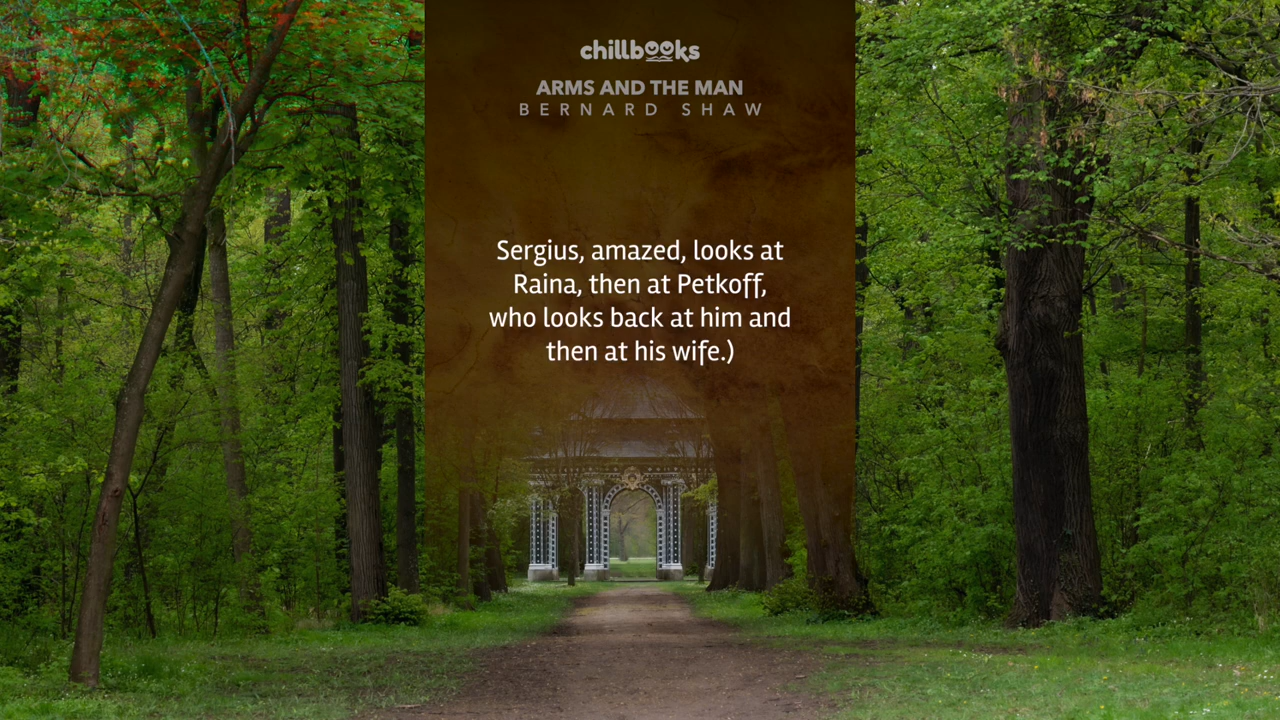 chillbooks
ARMS AND THE MAN
BERNARD SHAW
Sergius, amazed, looks at
Raina, then at Petkoff,
who looks back at him and
then at his wife.)